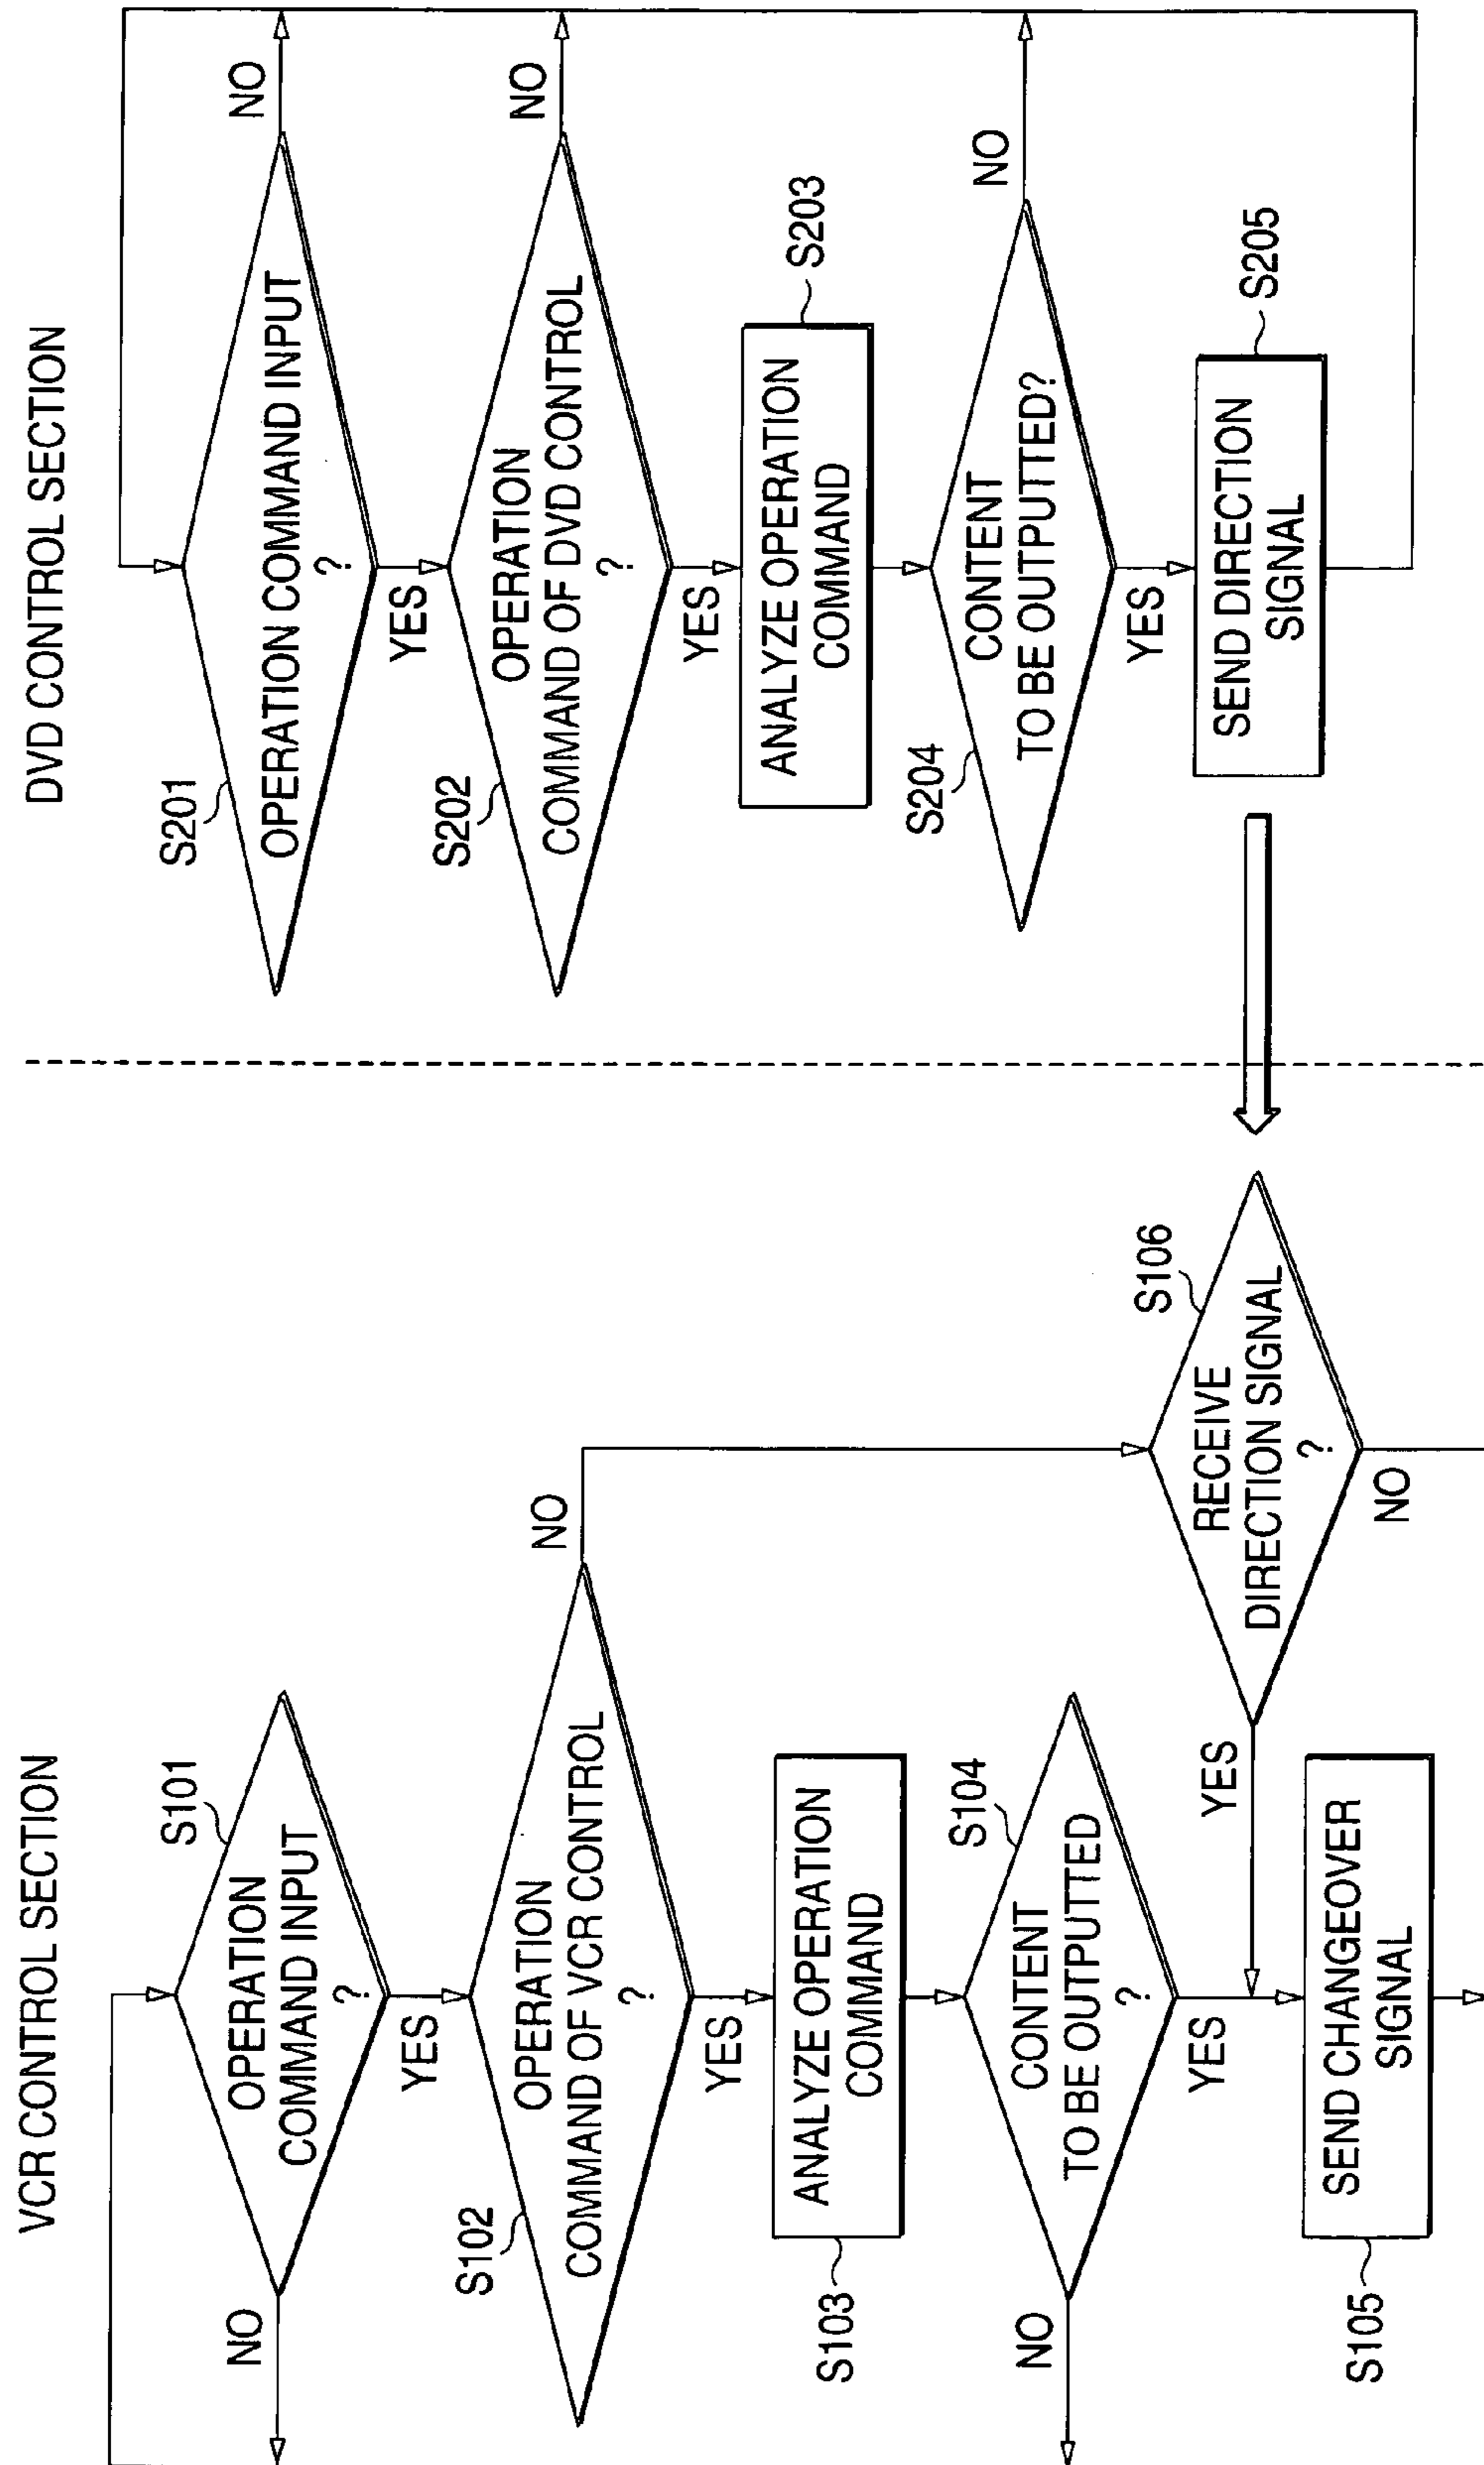 VCR CONTROL SECTION
S101
OPERATION
COMMAND INPUT
?
NO
YES
S102
OPERATION
COMMAND OF VCR CONTROL
?
NO
YES
S103
ANALYZE OPERATION
COMMAND
S104
CONTENT
TO BE OUTPUTTED
?
NO
YES
S106
RECEIVE
DIRECTION SIGNAL
?
YES
NO
S105
SEND CHANGEOVER
SIGNAL
DVD CONTROL SECTION
S201
OPERATION COMMAND INPUT
?
NO
YES
S202
OPERATION
COMMAND OF DVD CONTROL
?
NO
YES
S203
ANALYZE OPERATION
COMMAND
S204
CONTENT
TO BE OUTPUTTED?
NO
YES
S205
SEND DIRECTION
SIGNAL